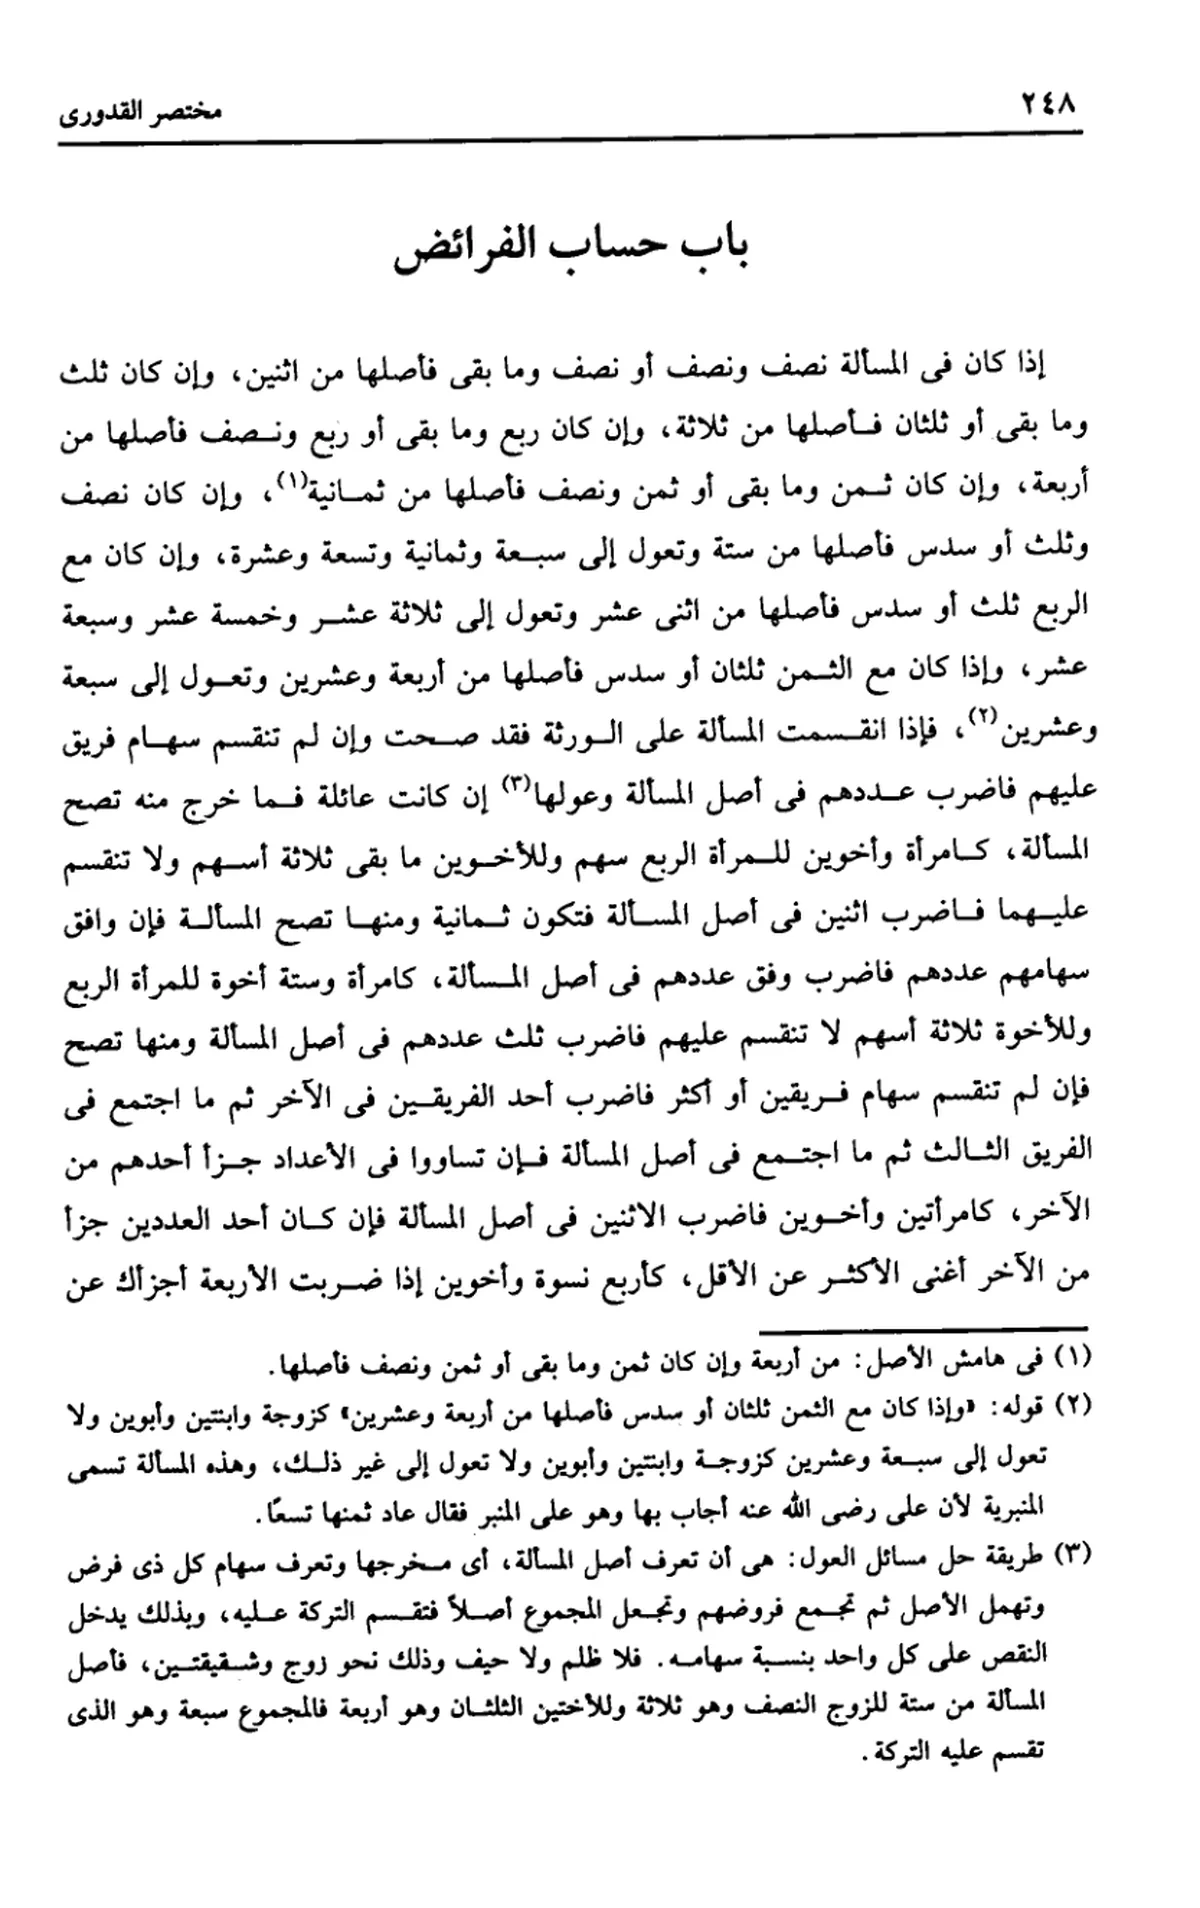 ٢٤٨
مختصر القدورى
باب حساب الفرائض
إذا كان فى المسألة نصف ونصف أو نصف وما بقى فأصلها من اثنين، وإن كان ثلث
وما بقى أو ثلثان فأصلها من ثلاثة، وإن كان ربع وما بقى أو ربع ونصف فأصلها من
أربعة، وإن كان ثمن وما بقى أو ثمن ونصف فأصلها من ثمانية(١)، وإن كان نصف
وثلث أو سدس فأصلها من ستة وتعول إلى سبعة وثمانية وتسعة وعشرة، وإن كان مع
الربع ثلث أو سدس فأصلها من اثنى عشر وتعول إلى ثلاثة عشر وخمسة عشر وسبعة
عشر، وإذا كان مع الثمن ثلثان أو سدس فأصلها من أربعة وعشرين وتعول إلى سبعة
وعشرين(٢)، فإذا انقسمت المسألة على الورثة فقد صحت وإن لم تنقسم سهام فريق
عليهم فاضرب عددهم فى أصل المسألة وعولها(٣) إن كانت عائلة فما خرج منه تصح
المسألة، كامرأة وأخوين للمرأة الربع سهم وللأخوين ما بقى ثلاثة أسهم ولا تنقسم
عليهما فاضرب اثنين فى أصل المسألة فتكون ثمانية ومنها تصح المسألة فإن وافق
سهامهم عددهم فاضرب وفق عددهم فى أصل المسألة، كامرأة وستة أخوة للمرأة الربع
وللأخوة ثلاثة أسهم لا تنقسم عليهم فاضرب ثلث عددهم فى أصل المسألة ومنها تصح
فإن لم تنقسم سهام فريقين أو أكثر فاضرب أحد الفريقين فى الآخر ثم ما اجتمع فى
الفريق الثالث ثم ما اجتمع فى أصل المسألة فإن تساووا فى الأعداد جزأ أحدهم من
الآخر، كامرأتين وأخوين فاضرب الاثنين فى أصل المسألة فإن كان أحد العددين جزأ
من الآخر أغنى الأكثر عن الأقل، كأربع نسوة وأخوين إذا ضربت الأربعة أجزأك عن
(١) فى هامش الأصل: من أربعة وإن كان ثمن وما بقى أو ثمن ونصف فأصلها.
(٢) قوله: «وإذا كان مع الثمن ثلثان أو سدس فأصلها من أربعة وعشرين» كزوجة وابنتين وأبوين ولا
تعول إلى سبعة وعشرين كزوجة وابنتين وأبوين ولا تعول إلى غير ذلك، وهذه المسألة تسمى
المنبرية لأن على رضى الله عنه أجاب بها وهو على المنبر فقال عاد ثمنها تسعًا.
(٣) طريقة حل مسائل العول: هى أن تعرف أصل المسألة، أى مخرجها وتعرف سهام كل ذى فرض
وتهمل الأصل ثم تجمع فروضهم وتجعل المجموع أصلاً فتقسم التركة عليه، وبذلك يدخل
النقص على كل واحد بنسبة سهامه. فلا ظلم ولا حيف وذلك نحو زوج وشقيقتين، فأصل
المسألة من ستة للزوج النصف وهو ثلاثة وللأختين الثلثان وهو أربعة فالمجموع سبعة وهو الذى
تقسم عليه التركة.